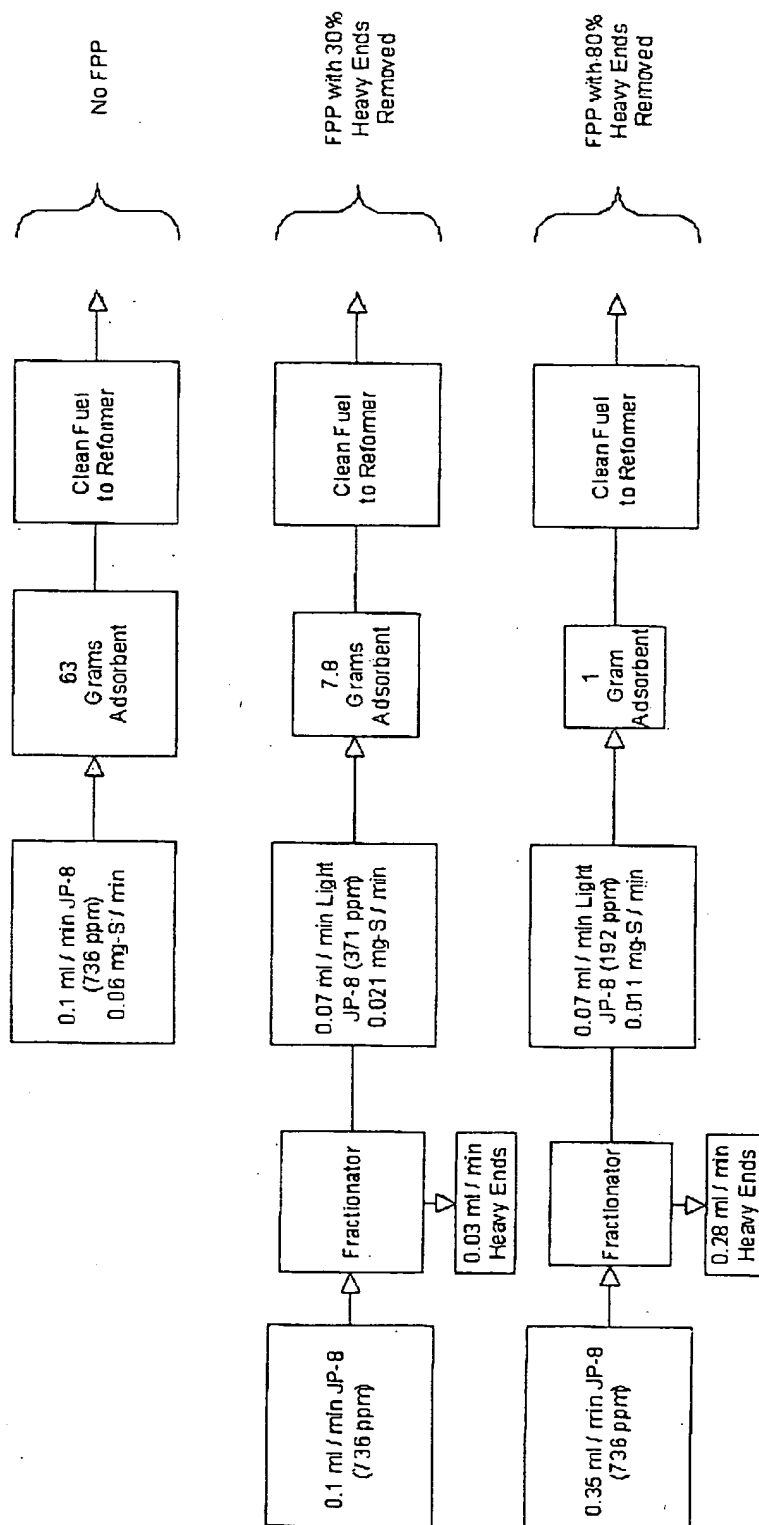 0.1 ml / min JP-8
(736 ppm)
0.06 mg-S / min
63
Grams
Adsorbent
Clean Fuel
to Reformer
No FPP
0.1 ml / min JP-8
(736 ppm)
Fractionator
0.03 ml / min
Heavy Ends
0.07 ml / min Light
JP-8 (371 ppm)
0.021 mg-S / min
7.8
Grams
Adsorbent
Clean Fuel
to Reformer
FPP with 30%
Heavy Ends
Removed
0.35 ml / min JP-8
(736 ppm)
Fractionator
0.28 ml / min
Heavy Ends
0.07 ml / min Light
JP-8 (192 ppm)
0.011 mg-S / min
1
Gram
Adsorbent
Clean Fuel
to Reformer
FPP with 80%
Heavy Ends
Removed